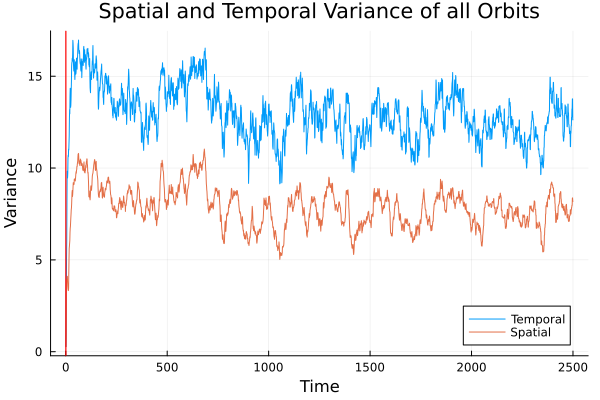 Spatial and Temporal Variance of all Orbits
Variance
15
10
5
0
Temporal
Spatial
0 500 1000 1500 2000 2500
Time